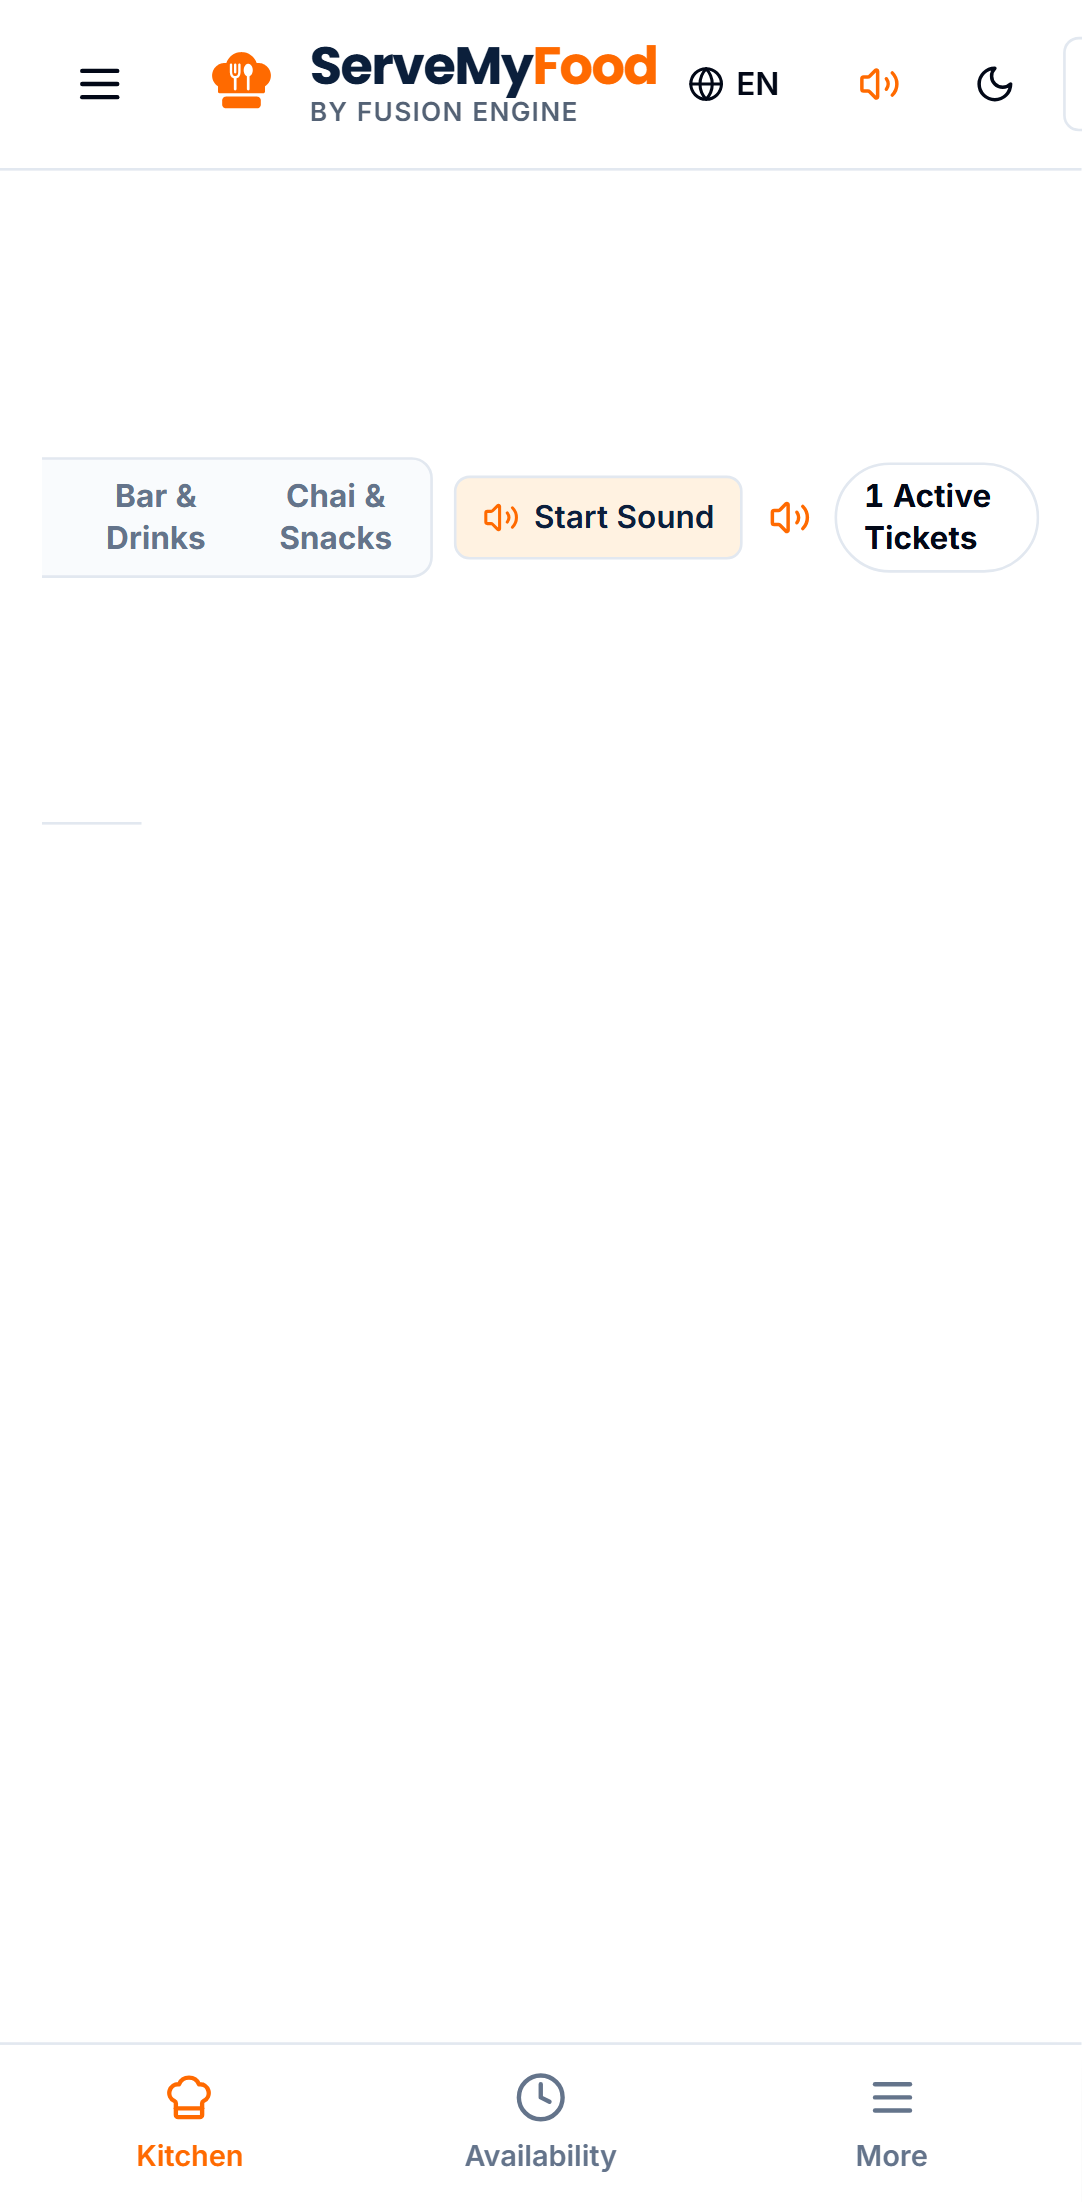 ServeMyFood
BY FUSION ENGINE
EN
Bar &
Drinks
Chai &
Snacks
Start Sound
1 Active
Tickets
Kitchen
Availability
More